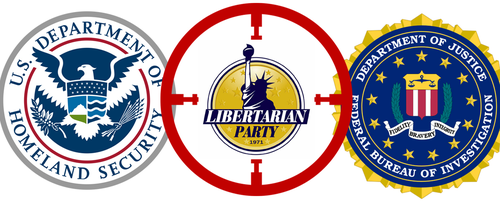 U.S. DEPARTMENT OF
HOMELAND SECURITY
LIBERTARIAN
PARTY
1971
DEPARTMENT OF JUSTICE
FIDELITY BRAVERY INTEGRITY
FEDERAL BUREAU OF INVESTIGATION